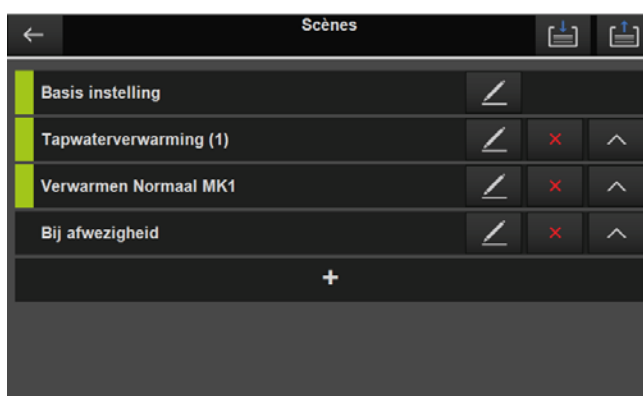 Scènes
Basis instelling
Tapwaterverwarming (1)
Verwarmen Normaal MK1
Bij afwezigheid
+